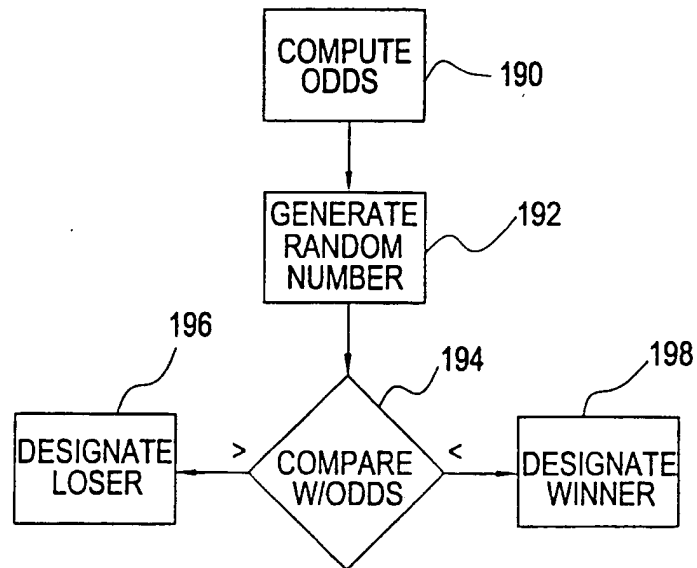 COMPUTE
ODDS
190
GENERATE
RANDOM
NUMBER
192
196
194
198
DESIGNATE
LOSER
>
COMPARE
W/ODDS
<
DESIGNATE
WINNER